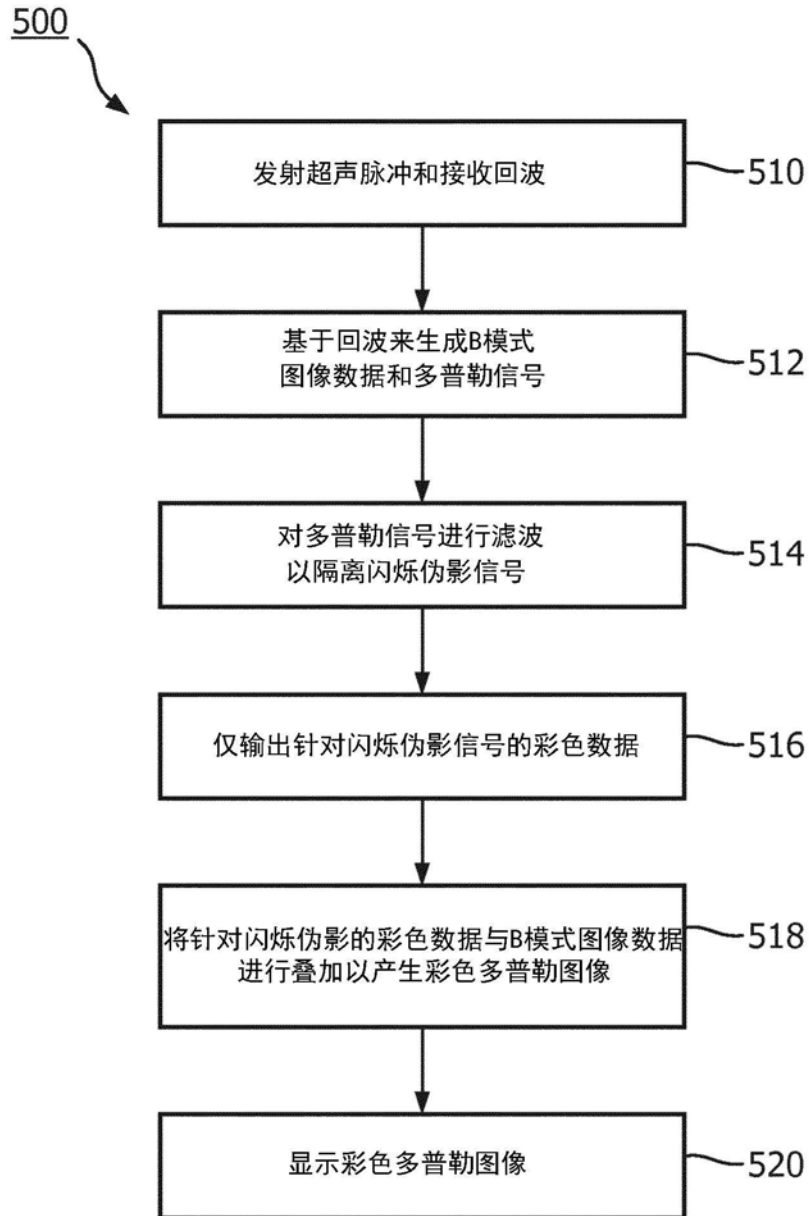 500
发射超声脉冲和接收回波
510
基于回波来生成B模式
图像数据和多普勒信号
512
对多普勒信号进行滤波
以隔离闪烁伪影信号
514
仅输出针对闪烁伪影信号的彩色数据
516
将针对闪烁伪影的彩色数据与B模式图像数据
进行叠加以产生彩色多普勒图像
518
显示彩色多普勒图像
520